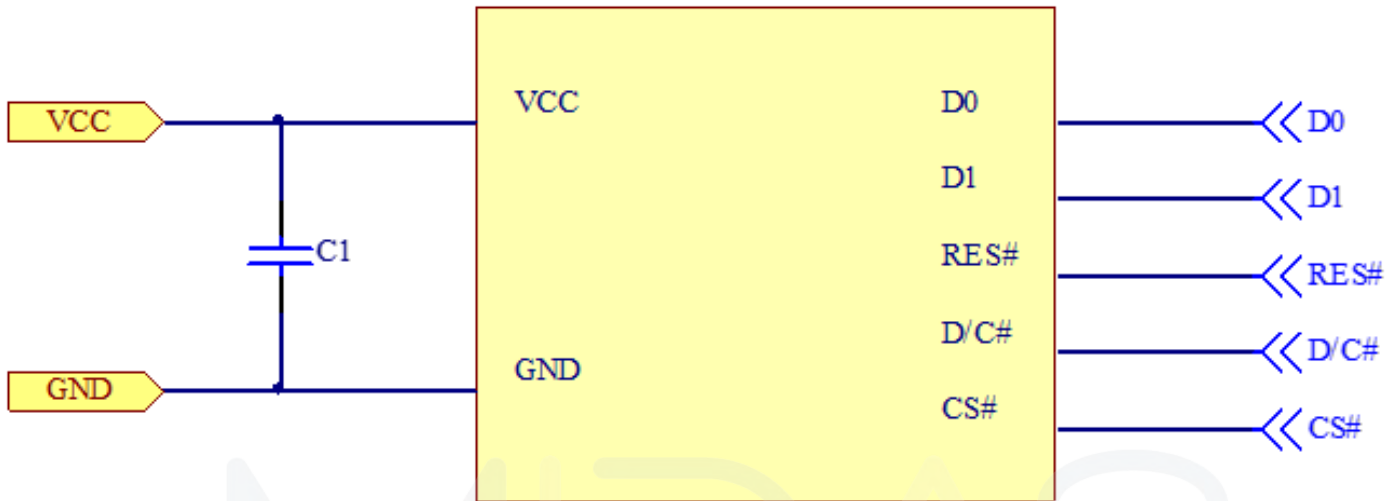 VCC VCC D0 D0
D1 D1
C1 RES# RES#
D/C# D/C#
GND GND
CS# CS#